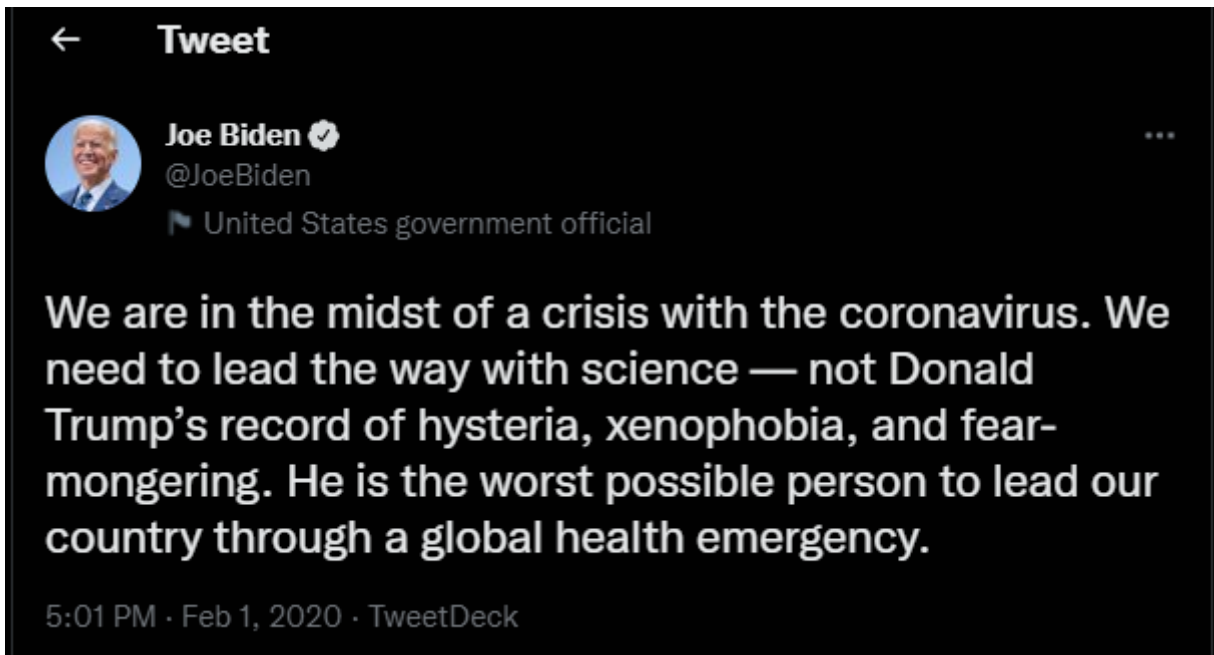 Tweet
Joe Biden
@JoeBiden
United States government official
We are in the midst of a crisis with the coronavirus. We
need to lead the way with science — not Donald
Trump’s record of hysteria, xenophobia, and fear-
mongering. He is the worst possible person to lead our
country through a global health emergency.
5:01 PM · Feb 1, 2020 · TweetDeck